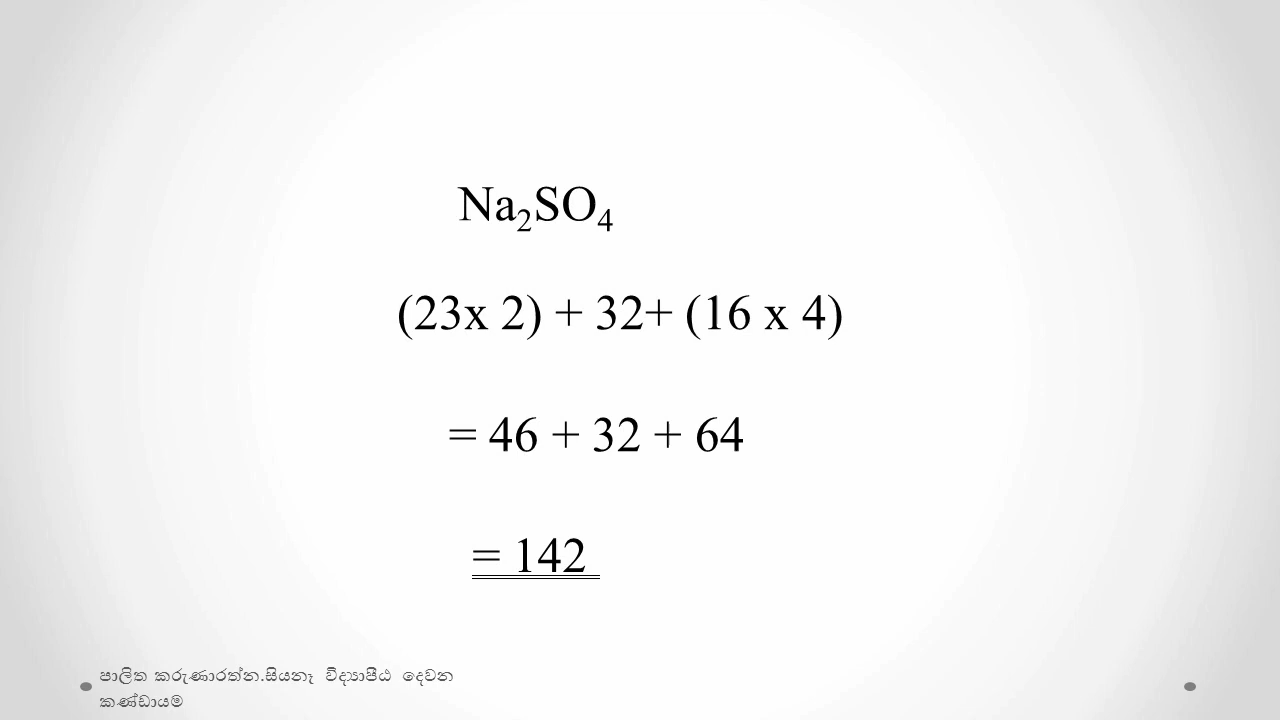 Na₂SO₄
(23x 2) + 32+ (16 x 4)
= 46 + 32 + 64
= 142
පාලිත කරුණාරත්න.සියනෑ විද්‍යාපීඨ දෙවන
කණ්ඩායම